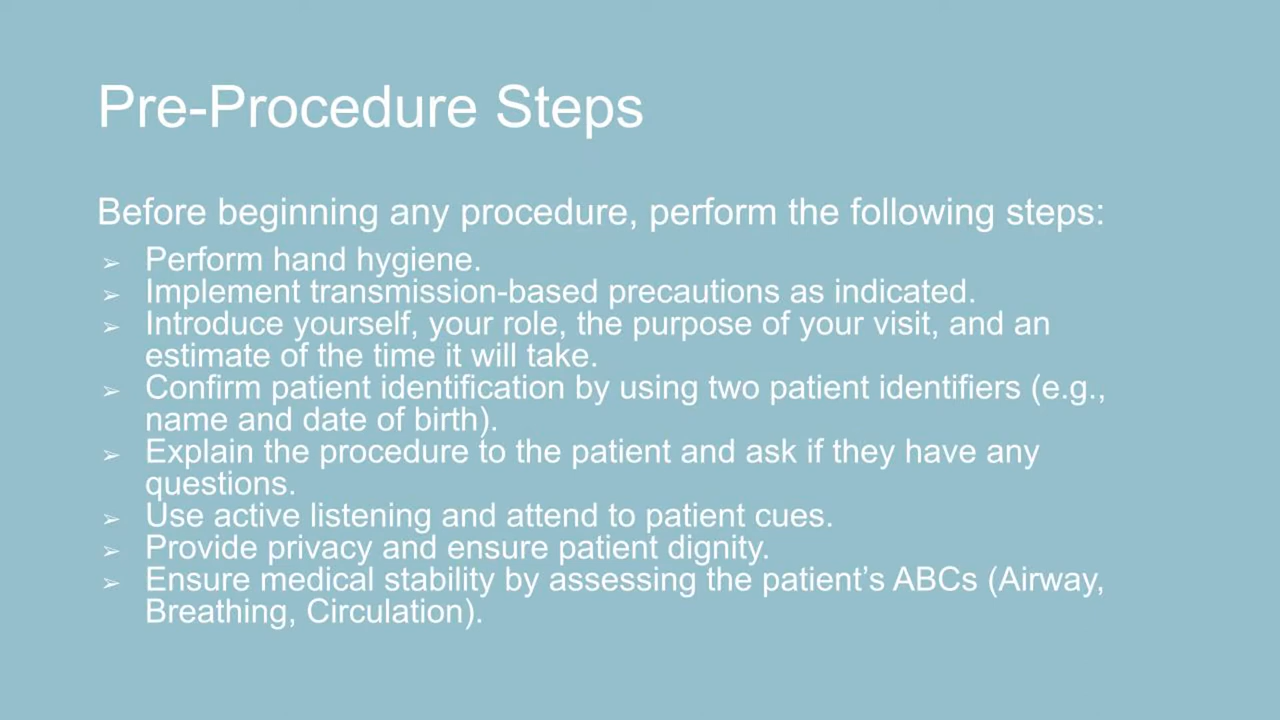 Pre-Procedure Steps
Before beginning any procedure, perform the following steps:
➢ Perform hand hygiene.
➢ Implement transmission-based precautions as indicated.
➢ Introduce yourself, your role, the purpose of your visit, and an
estimate of the time it will take.
➢ Confirm patient identification by using two patient identifiers (e.g.,
name and date of birth).
➢ Explain the procedure to the patient and ask if they have any
questions.
➢ Use active listening and attend to patient cues.
➢ Provide privacy and ensure patient dignity.
➢ Ensure medical stability by assessing the patient’s ABCs (Airway,
Breathing, Circulation).